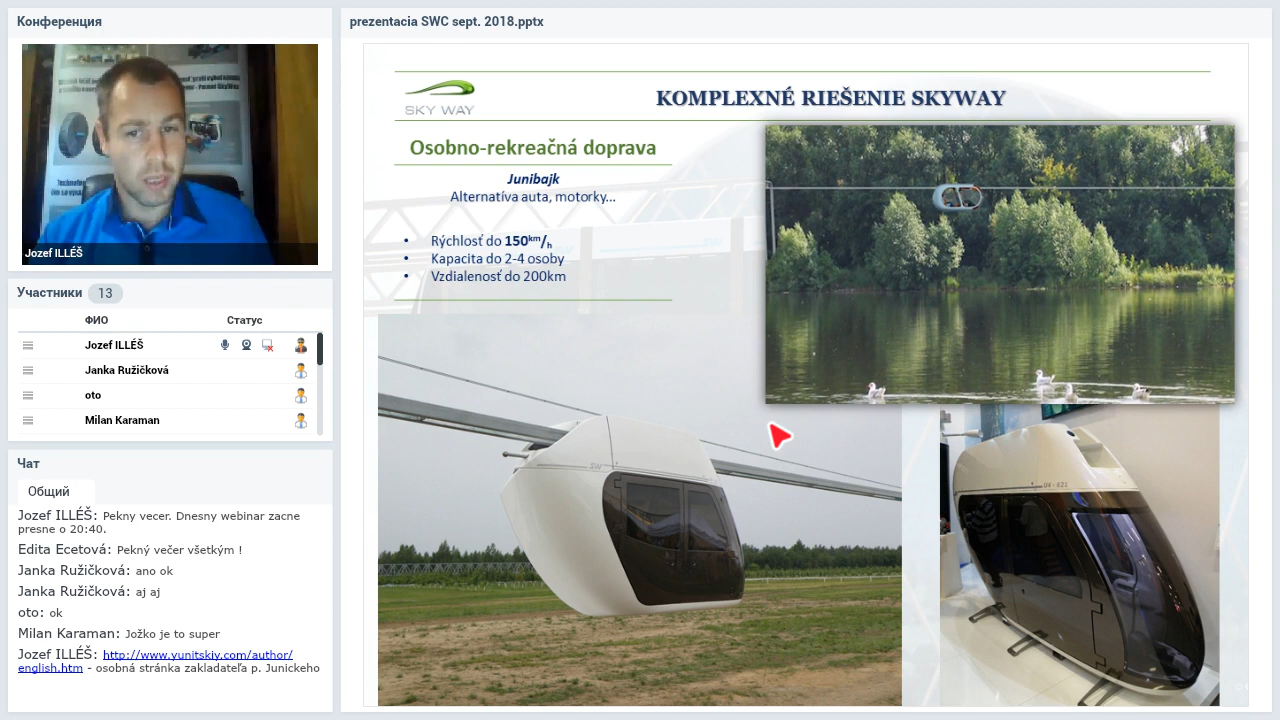 Конференция
Jozef ILLÉŠ
Участники 13
ФИО Статус
Jozef ILLÉŠ
Janka Ružičková
oto
Milan Karaman
Чат
Общий
Jozef ILLÉŠ: Pekny vecer. Dnesny webinar zacne
presne o 20:40.
Edita Ecetová: Pekný večer všetkým !
Janka Ružičková: ano ok
Janka Ružičková: aj aj
oto: ok
Milan Karaman: Jožko je to super
Jozef ILLÉŠ: http://www.yunitskiy.com/author/
english.htm - osobná stránka zakladateľa p. Junickeho
prezentacia SWC sept. 2018.pptx
SKY WAY
KOMPLEXNÉ RIEŠENIE SKYWAY
Osobno-rekreačná doprava
Junibajk
Alternatíva auta, motorky...
• Rýchlosť do 150km/h
• Kapacita do 2-4 osoby
• Vzdialenosť do 200km
SW
U4 - 621